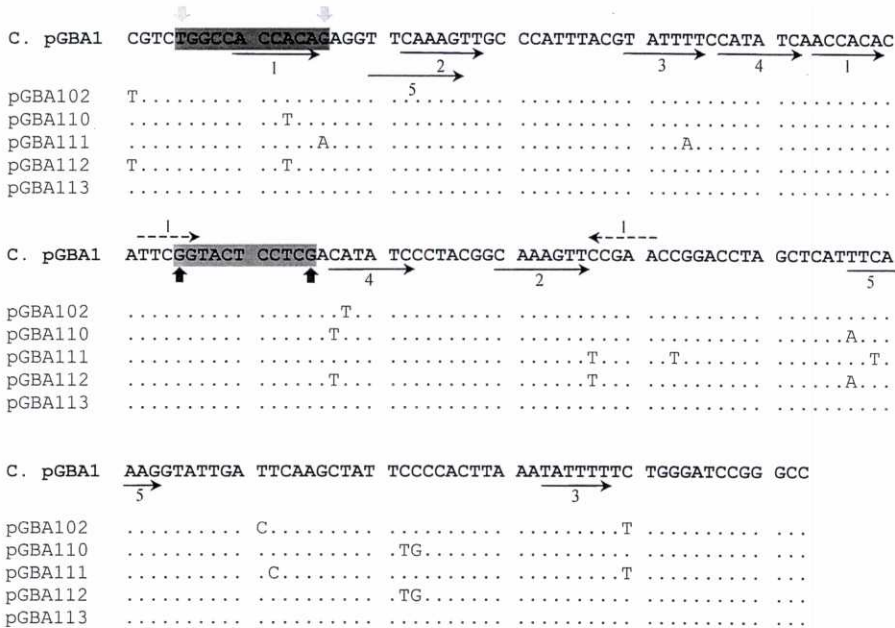 C. pGBA1 CGTCTGGCCA CCACAGAGGT TCAAAGTTGC CCATTTACGT ATTTTCCATA TCAACCACAC
1 2 3 4 1
5
pGBA102 T......... .......... .......... .......... .......... ..........
pGBA110 .......... ..T....... .......... .......... .......... ..........
pGBA111 .......... .....A.... .......... .......... ...A...... ..........
pGBA112 T......... ..T....... .......... .......... .......... ..........
pGBA113 .......... .......... .......... .......... .......... ..........
1 1
C. pGBA1 ATTCGGTACT CCTCGACATA TCCCTACGGC AAAGTTCCGA ACCGGACCTA GCTCATTTCA
4 2 5
pGBA102 .......... .......T.. .......... .......... .......... ..........
pGBA110 .......... ......T... .......... .......... .......... ......A...
pGBA111 .......... .......... .......... .......T.. ..T....... ........T.
pGBA112 .......... ......T... .......... .......T.. .......... ......A...
pGBA113 .......... .......... .......... .......... .......... ..........
C. pGBA1 AAGGTATTGA TTCAAGCTAT TCCCCACTTA AATATTTTTC TGGGATCCGG GCC
5 3
pGBA102 .......... C......... .......... .........T .......... ...
pGBA110 .......... .......... .TG....... .......... .......... ...
pGBA111 .......... .C........ .......... .........T .......... ...
pGBA112 .......... .......... .TG....... .......... .......... ...
pGBA113 .......... .......... .......... .......... .......... ...